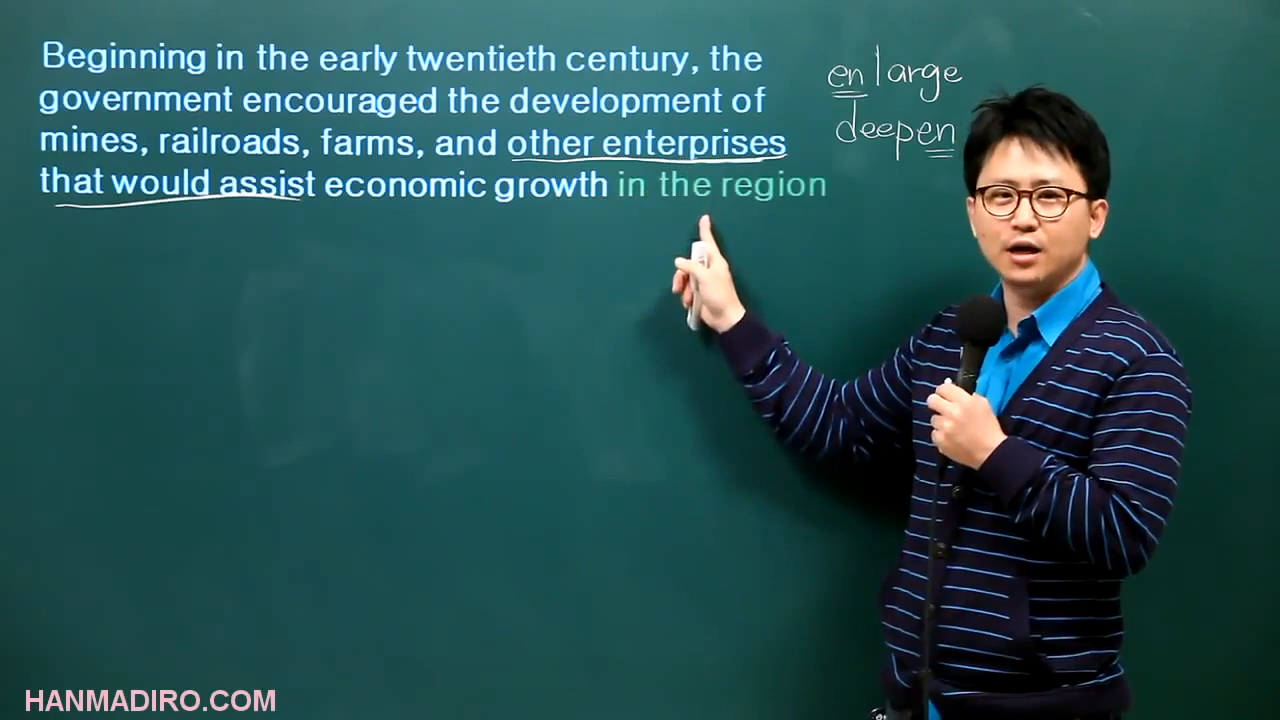 Beginning in the early twentieth century, the
government encouraged the development of
mines, railroads, farms, and other enterprises
that would assist economic growth in the region
enlarge
deepen
HANMADIRO.COM